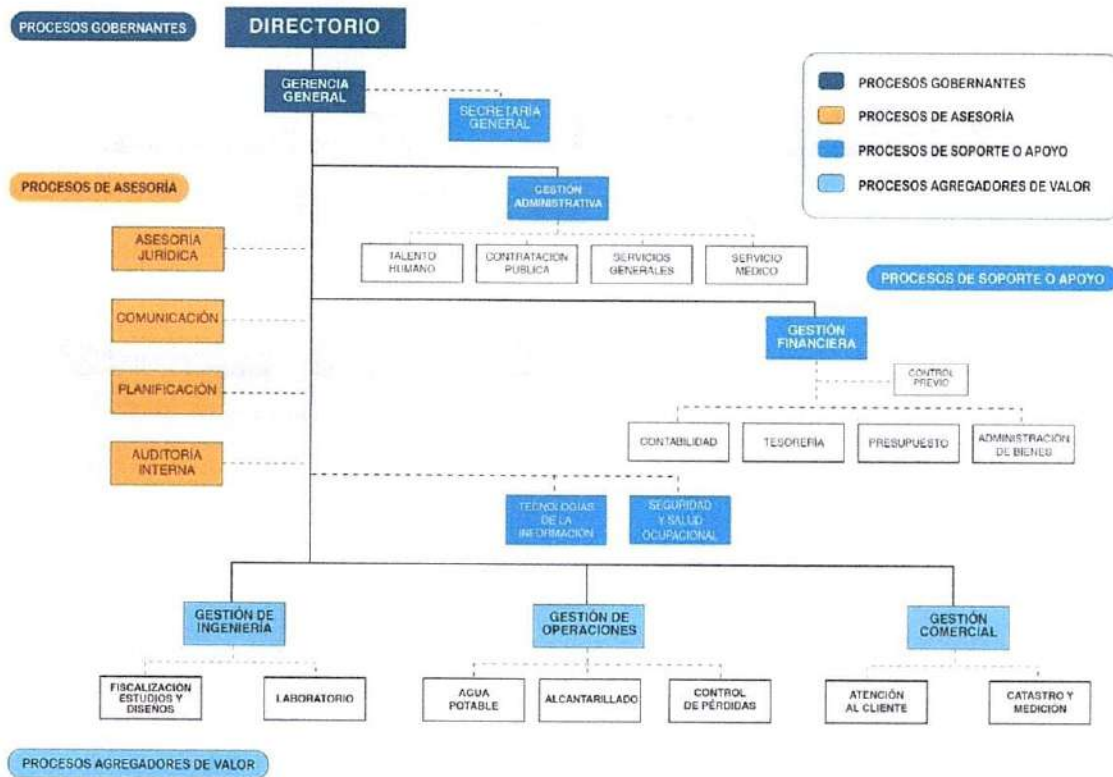 PROCESOS GOBERNANTES
DIRECTORIO
GERENCIA
GENERAL
SECRETARÍA
GENERAL
PROCESOS GOBERNANTES
PROCESOS DE ASESORÍA
PROCESOS DE SOPORTE O APOYO
PROCESOS AGREGADORES DE VALOR
PROCESOS DE ASESORÍA
GESTIÓN
ADMINISTRATIVA
ASESORIA
JURÍDICA
TALENTO
HUMANO
CONTRATACION
PUBLICA
SERVICIOS
GENERALES
SERVICIO
MEDICO
PROCESOS DE SOPORTE O APOYO
COMUNICACIÓN
GESTIÓN
FINANCIERA
PLANIFICACIÓN
CONTROL
PREVIO
AUDITORÍA
INTERNA
CONTABILIDAD
TESORERÍA
PRESUPUESTO
ADMINISTRACIÓN
DE BIENES
TECNOLOGÍAS
DE LA
INFORMACIÓN
SEGURIDAD
Y SALUD
OCUPACIONAL
GESTIÓN DE
INGENIERÍA
GESTIÓN DE
OPERACIONES
GESTIÓN
COMERCIAL
FISCALIZACIÓN
ESTUDIOS Y
DISEÑOS
LABORATORIO
AGUA
POTABLE
ALCANTARILLADO
CONTROL
DE PÉRDIDAS
ATENCIÓN
AL CLIENTE
CATASTRO Y
MEDICIÓN
PROCESOS AGREGADORES DE VALOR